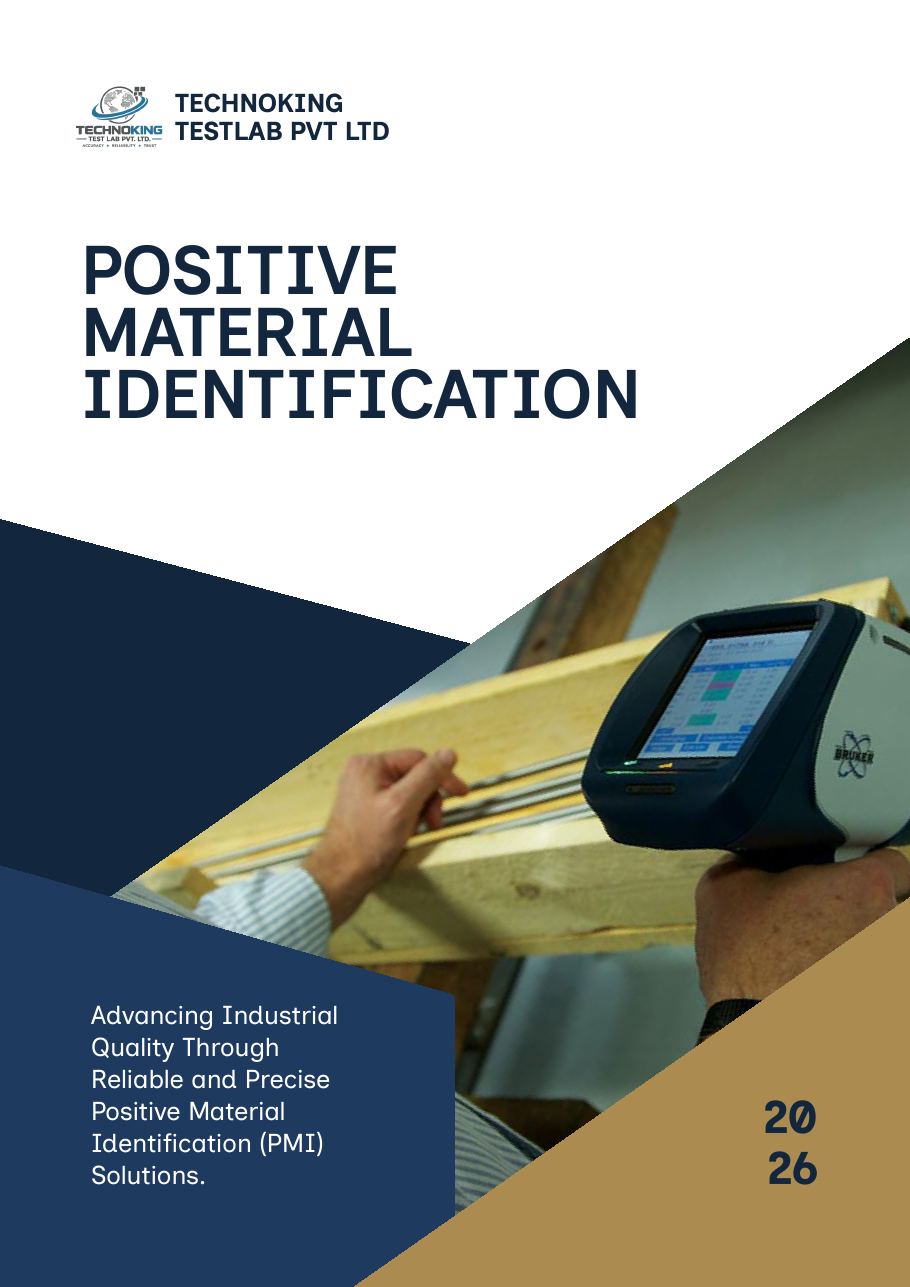 TECHNOKING
TEST LAB PVT. LTD.
ACCURACY • RELIABILITY • TRUST
TECHNOKING
TESTLAB PVT LTD
POSITIVE
MATERIAL
IDENTIFICATION
BRUKER
Advancing Industrial
Quality Through
Reliable and Precise
Positive Material
Identification (PMI)
Solutions.
20
26